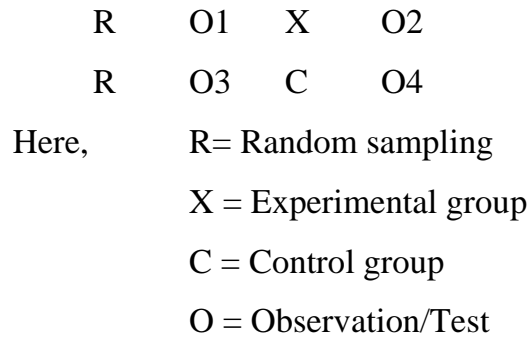 R O1 X O2
R O3 C O4
Here, R= Random sampling
X = Experimental group
C = Control group
O = Observation/Test